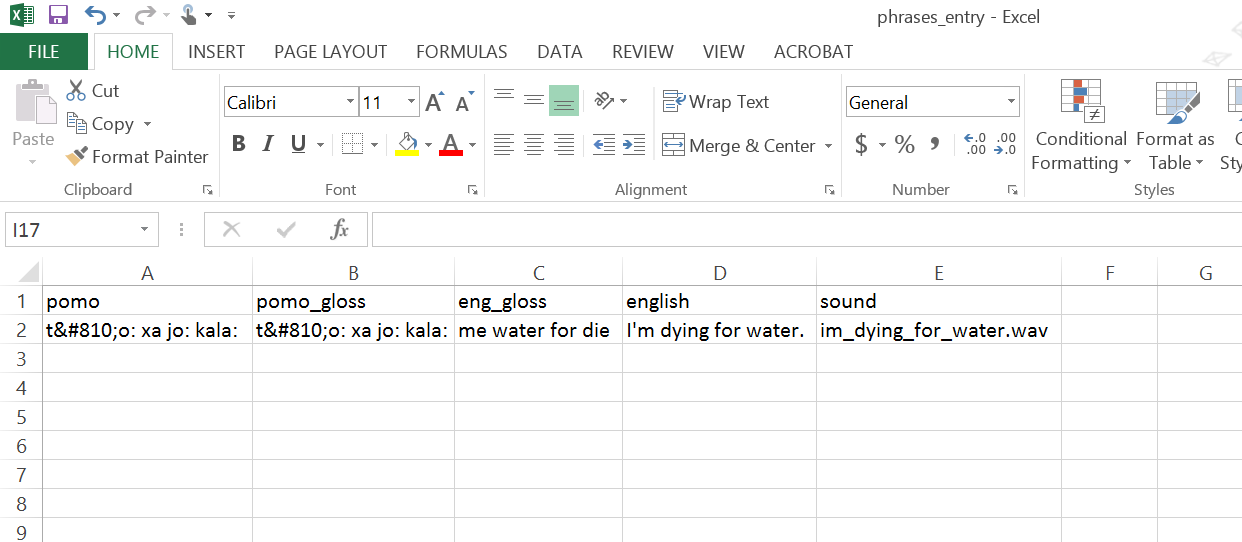 phrases_entry - Excel
FILE HOME INSERT PAGE LAYOUT FORMULAS DATA REVIEW VIEW ACROBAT
Paste
Cut
Copy
Format Painter
Clipboard
Calibri 11 A A
B I U A
Font
Wrap Text
Merge & Center
Alignment
General
$ % , .0 .00 .00 .0
Number
Conditional Formatting
Format as Table
Styles
I17 fx
A B C D E F G
1 pomo pomo_gloss eng_gloss english sound
2 t&#810;o: xa jo: kala: t&#810;o: xa jo: kala: me water for die I'm dying for water. im_dying_for_water.wav
3
4
5
6
7
8
9